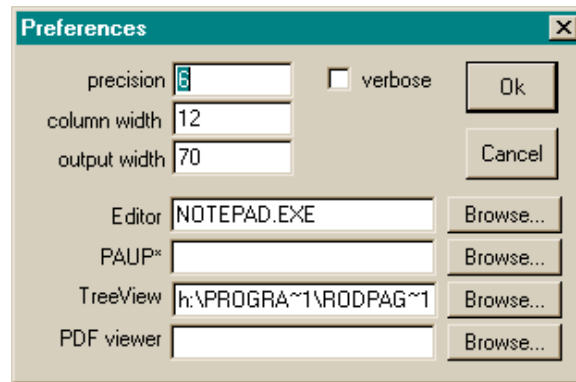 Preferences
precision 6 verbose Ok
column width 12
output width 70 Cancel
Editor NOTEPAD.EXE Browse...
PAUP* Browse...
TreeView h:\PROGRA~1\RODPAG~1 Browse...
PDF viewer Browse...